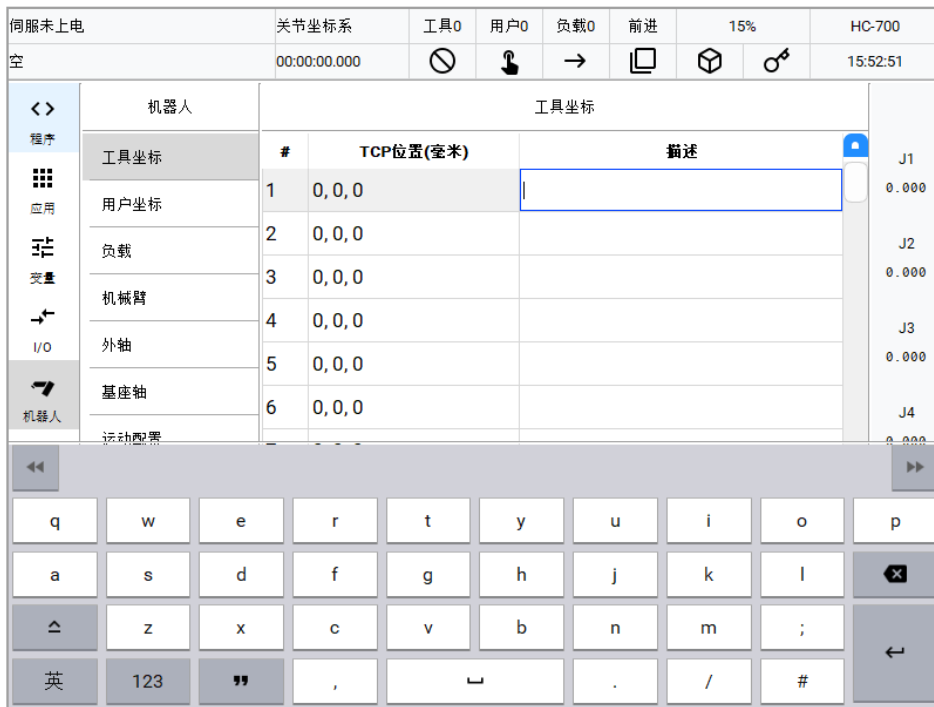 伺服未上电 关节坐标系 工具0 用户0 负载0 前进 15% HC-700
空 00:00:00.000 15:52:51
程序
应用
变量
I/O
机器人
机器人
工具坐标
用户坐标
负载
机械臂
外轴
基座轴
运动配置
工具坐标
# TCP位置(毫米) 描述
1 0, 0, 0
2 0, 0, 0
3 0, 0, 0
4 0, 0, 0
5 0, 0, 0
6 0, 0, 0
J1
0.000
J2
0.000
J3
0.000
J4
q w e r t y u i o p
a s d f g h j k l
z x c v b n m ;
英 123 " , . / #